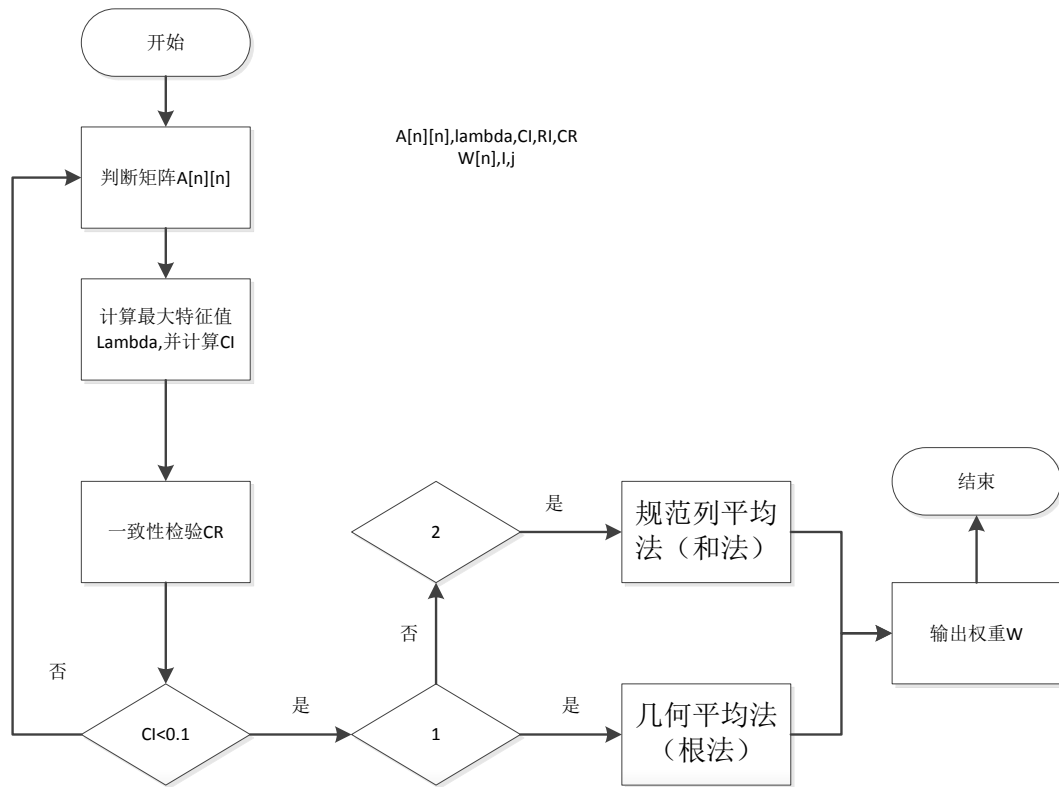 开始
A[n][n],lambda,CI,RI,CR
W[n],I,j
判断矩阵A[n][n]
计算最大特征值
Lambda,并计算CI
一致性检验CR
否
CI<0.1
是
1
否
2
是
规范列平均
法（和法）
是
几何平均法
（根法）
输出权重W
结束